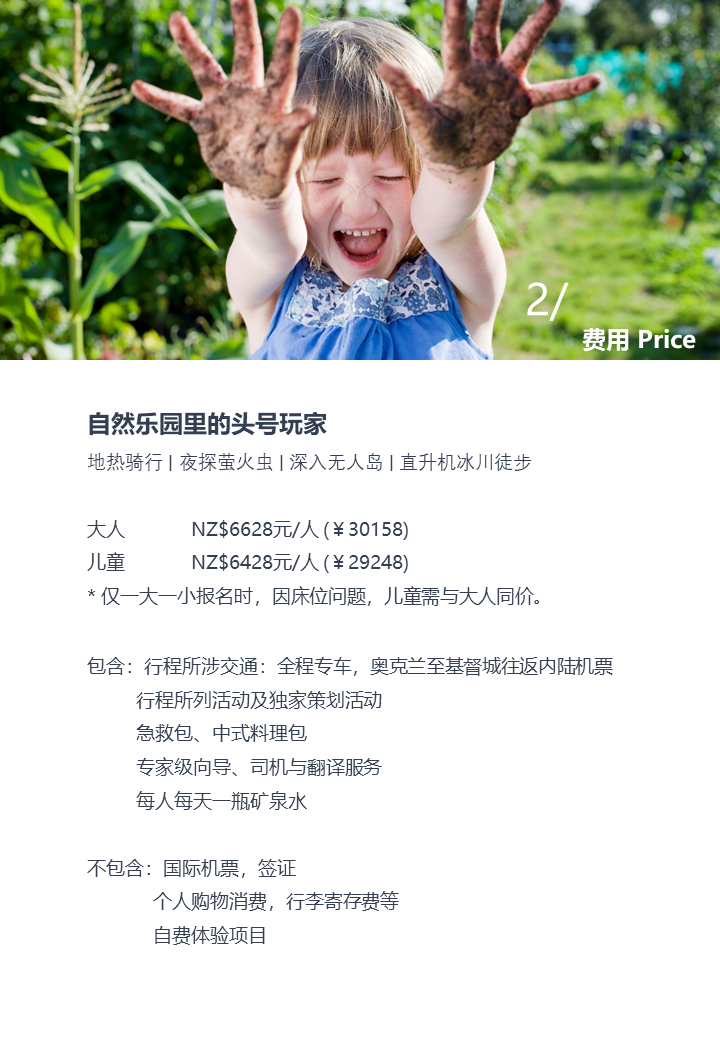 2/
费用 Price
自然乐园里的头号玩家
地热骑行 | 夜探萤火虫 | 深入无人岛 | 直升机冰川徒步
大人 NZ$6628元/人 (￥30158)
儿童 NZ$6428元/人 (￥29248)
* 仅一大一小报名时，因床位问题，儿童需与大人同价。
包含：行程所涉交通：全程专车，奥克兰至基督城往返内陆机票
行程所列活动及独家策划活动
急救包、中式料理包
专家级向导、司机与翻译服务
每人每天一瓶矿泉水
不包含：国际机票，签证
个人购物消费，行李寄存费等
自费体验项目